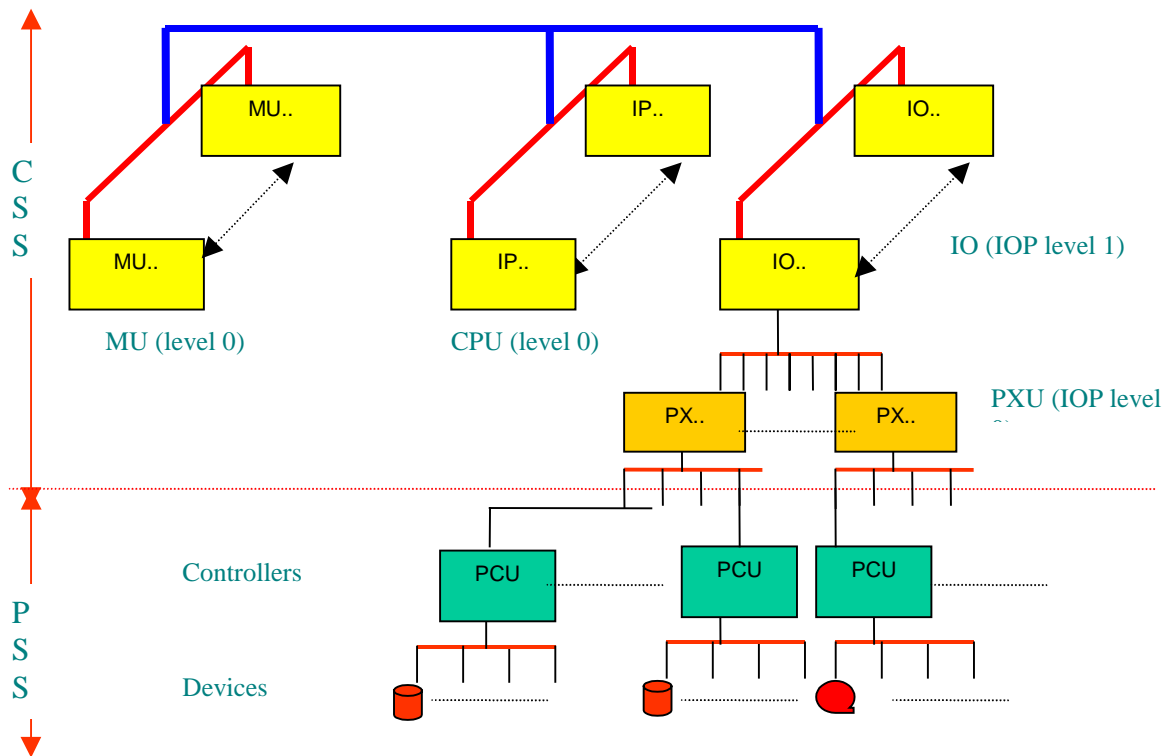 MU..
IP..
IO..
C
S
S
MU..
IP..
IO..
IO (IOP level 1)
MU (level 0)
CPU (level 0)
PX..
PX..
PXU (IOP level
PCU
PCU
PCU
Controllers
P
S
S
Devices